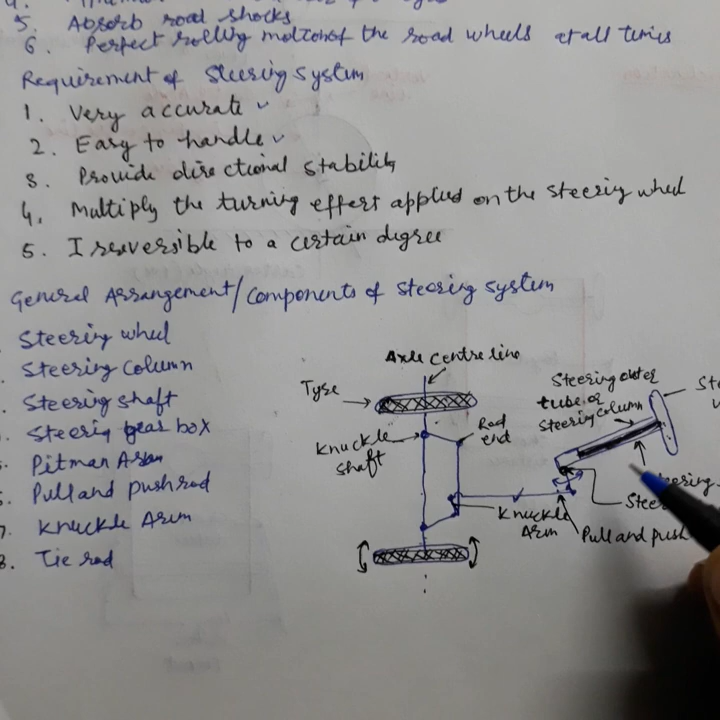 5. Absorb road shocks
6. Perfect rolling motion of the road wheels at all times
Requirement of Steering system
1. Very accurate ✓
2. Easy to handle ✓
3. Provide directional stability
4. Multiply the turning effort applied on the steering wheel
5. Irreversible to a certain degree
General Arrangement/Components of steering system
Steering wheel
Steering column
Steering shaft
Steering gear box
Pitman Arm
Pull and push rod
7. Knuckle Arm
8. Tie rod
Axle Centre line
Tyre
Knuckle
shaft
Rod
end
Steering outer
tube or
steering column
Knuckle
Arm
Pull and push